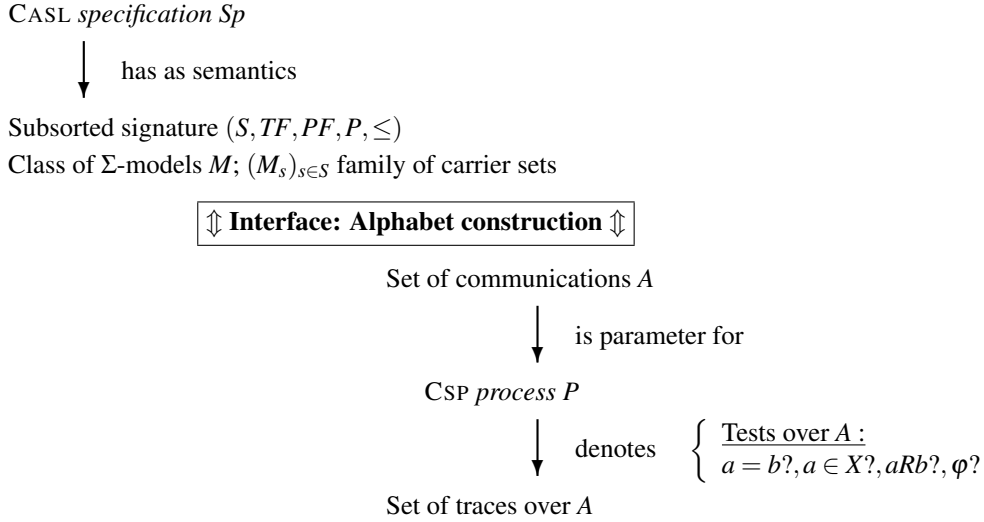 CASL specification Sp
has as semantics
Subsorted signature (S, TF, PF, P, ≤)
Class of Σ-models M; (M_s)_{s∈S} family of carrier sets
⇕ Interface: Alphabet construction ⇕
Set of communications A
is parameter for
CSP process P
denotes { Tests over A :
a = b?, a ∈ X?, aRb?, φ?
Set of traces over A